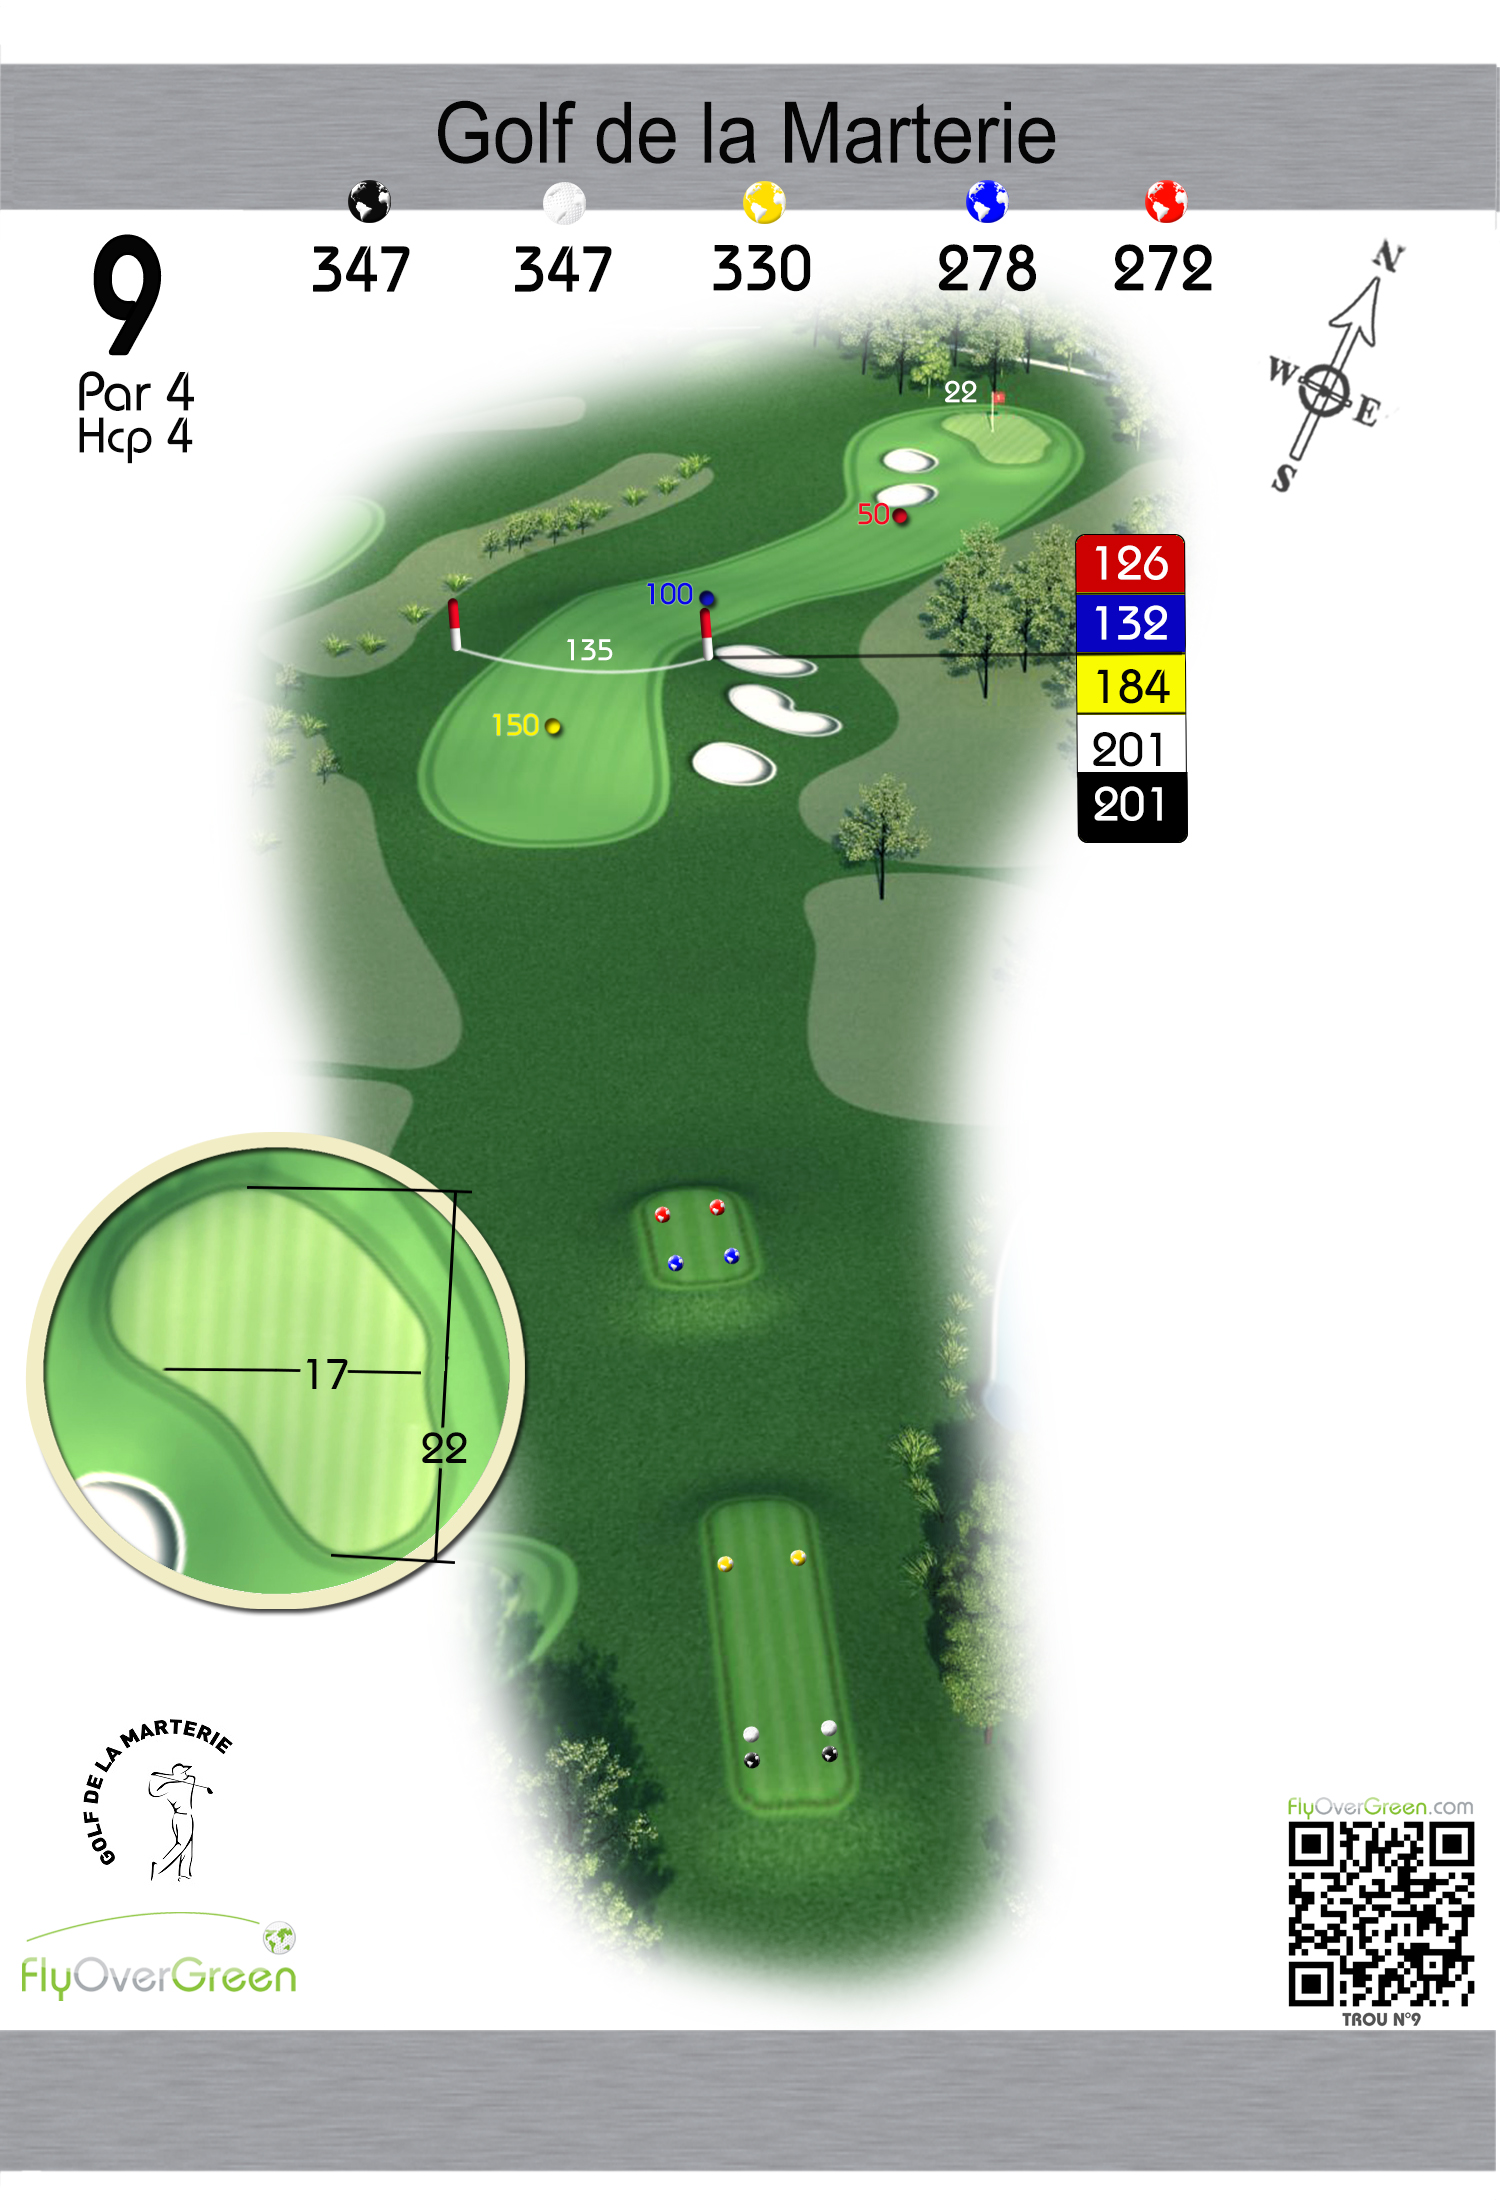 Golf de la Marterie
347 347 330 278 272
9
Par 4
Hcp 4
N
W
E
S
22
50
100
135
150
126
132
184
201
201
17
22
GOLF DE LA MARTERIE
FlyOverGreen
FlyOverGreen.com
TROU N°9